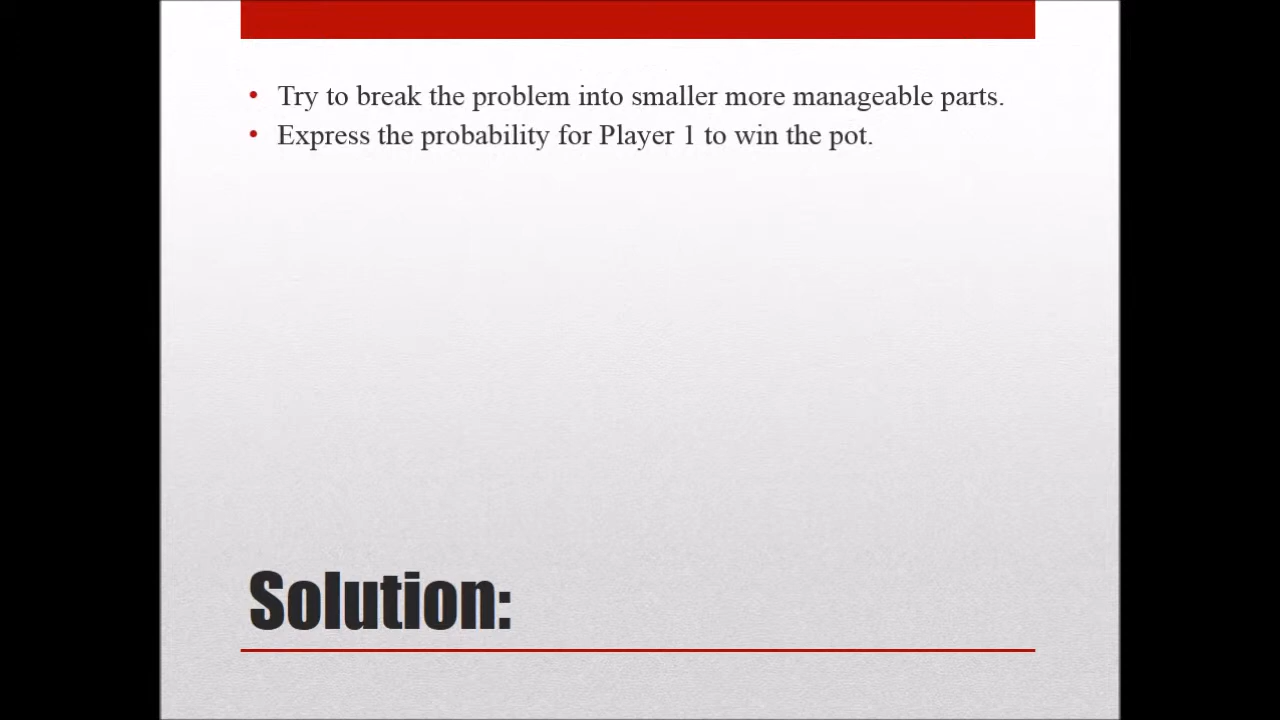 • Try to break the problem into smaller more manageable parts.
• Express the probability for Player 1 to win the pot.
Solution: